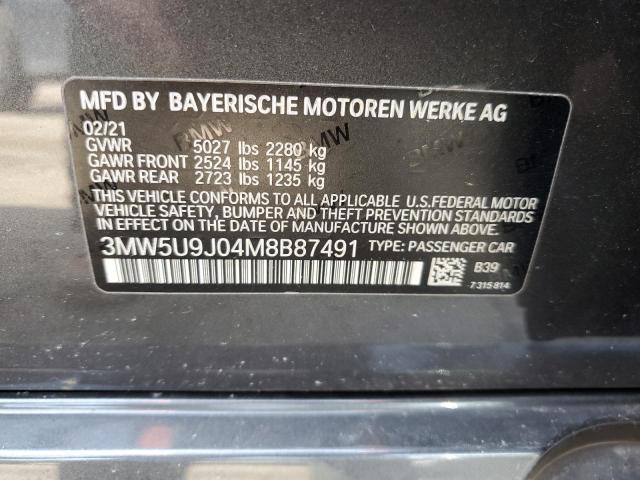 MFD BY BAYERISCHE MOTOREN WERKE AG
02/21
GVWR 5027 lbs 2280 kg
GAWR FRONT 2524 lbs 1145 kg
GAWR REAR 2723 lbs 1235 kg
THIS VEHICLE CONFORMS TO ALL APPLICABLE U.S.FEDERAL MOTOR
VEHICLE SAFETY, BUMPER AND THEFT PREVENTION STANDARDS
IN EFFECT ON THE DATE OF MANUFACTURE SHOWN ABOVE.
3MW5U9J04M8B87491 TYPE: PASSENGER CAR
B39
7315814